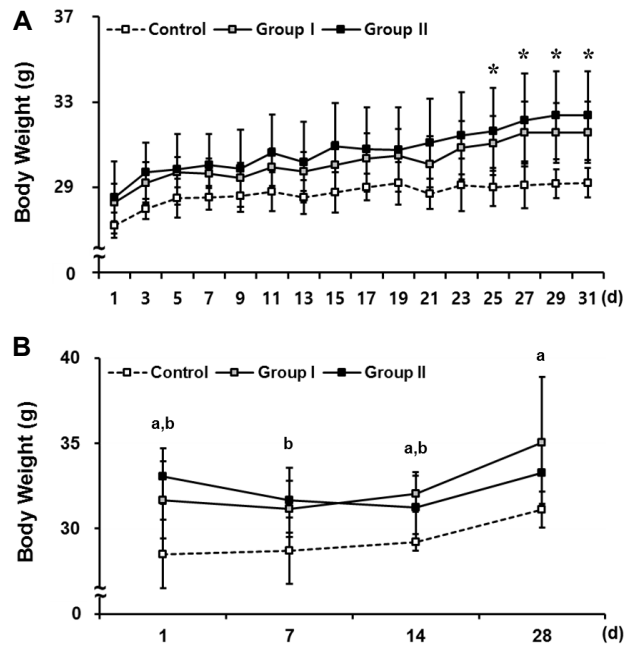 A
37
Control Group I Group II
* * * *
33
Body Weight (g)
29
0
1 3 5 7 9 11 13 15 17 19 21 23 25 27 29 31 (d)
B
40
Control Group I Group II
a
a,b b a,b
35
Body Weight (g)
30
0
1 7 14 28 (d)